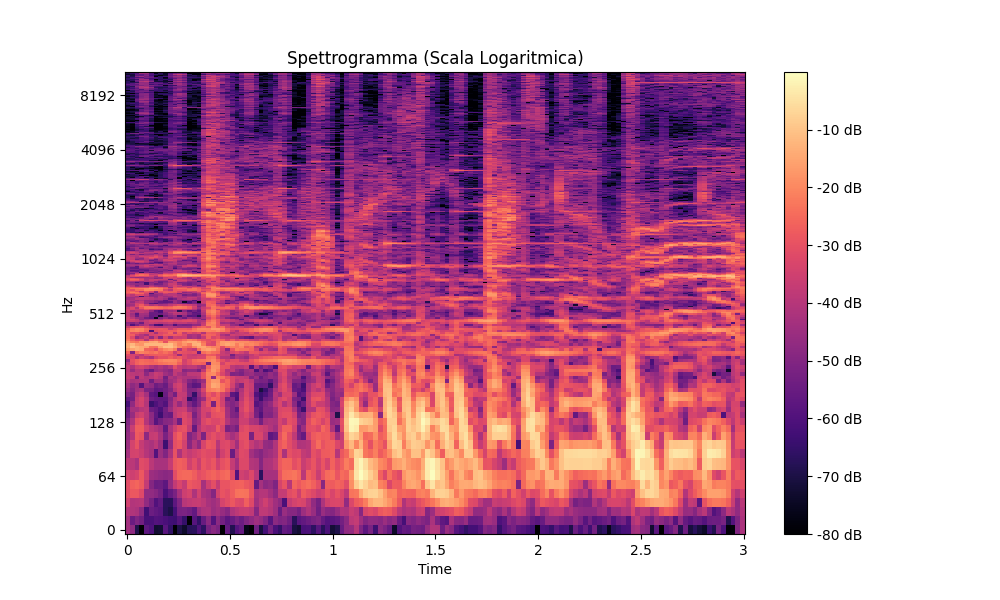 Spettrogramma (Scala Logaritmica)
8192
4096
2048
1024
512
256
128
64
0
Hz
0
0.5
1
1.5
2
2.5
3
Time
-10 dB
-20 dB
-30 dB
-40 dB
-50 dB
-60 dB
-70 dB
-80 dB